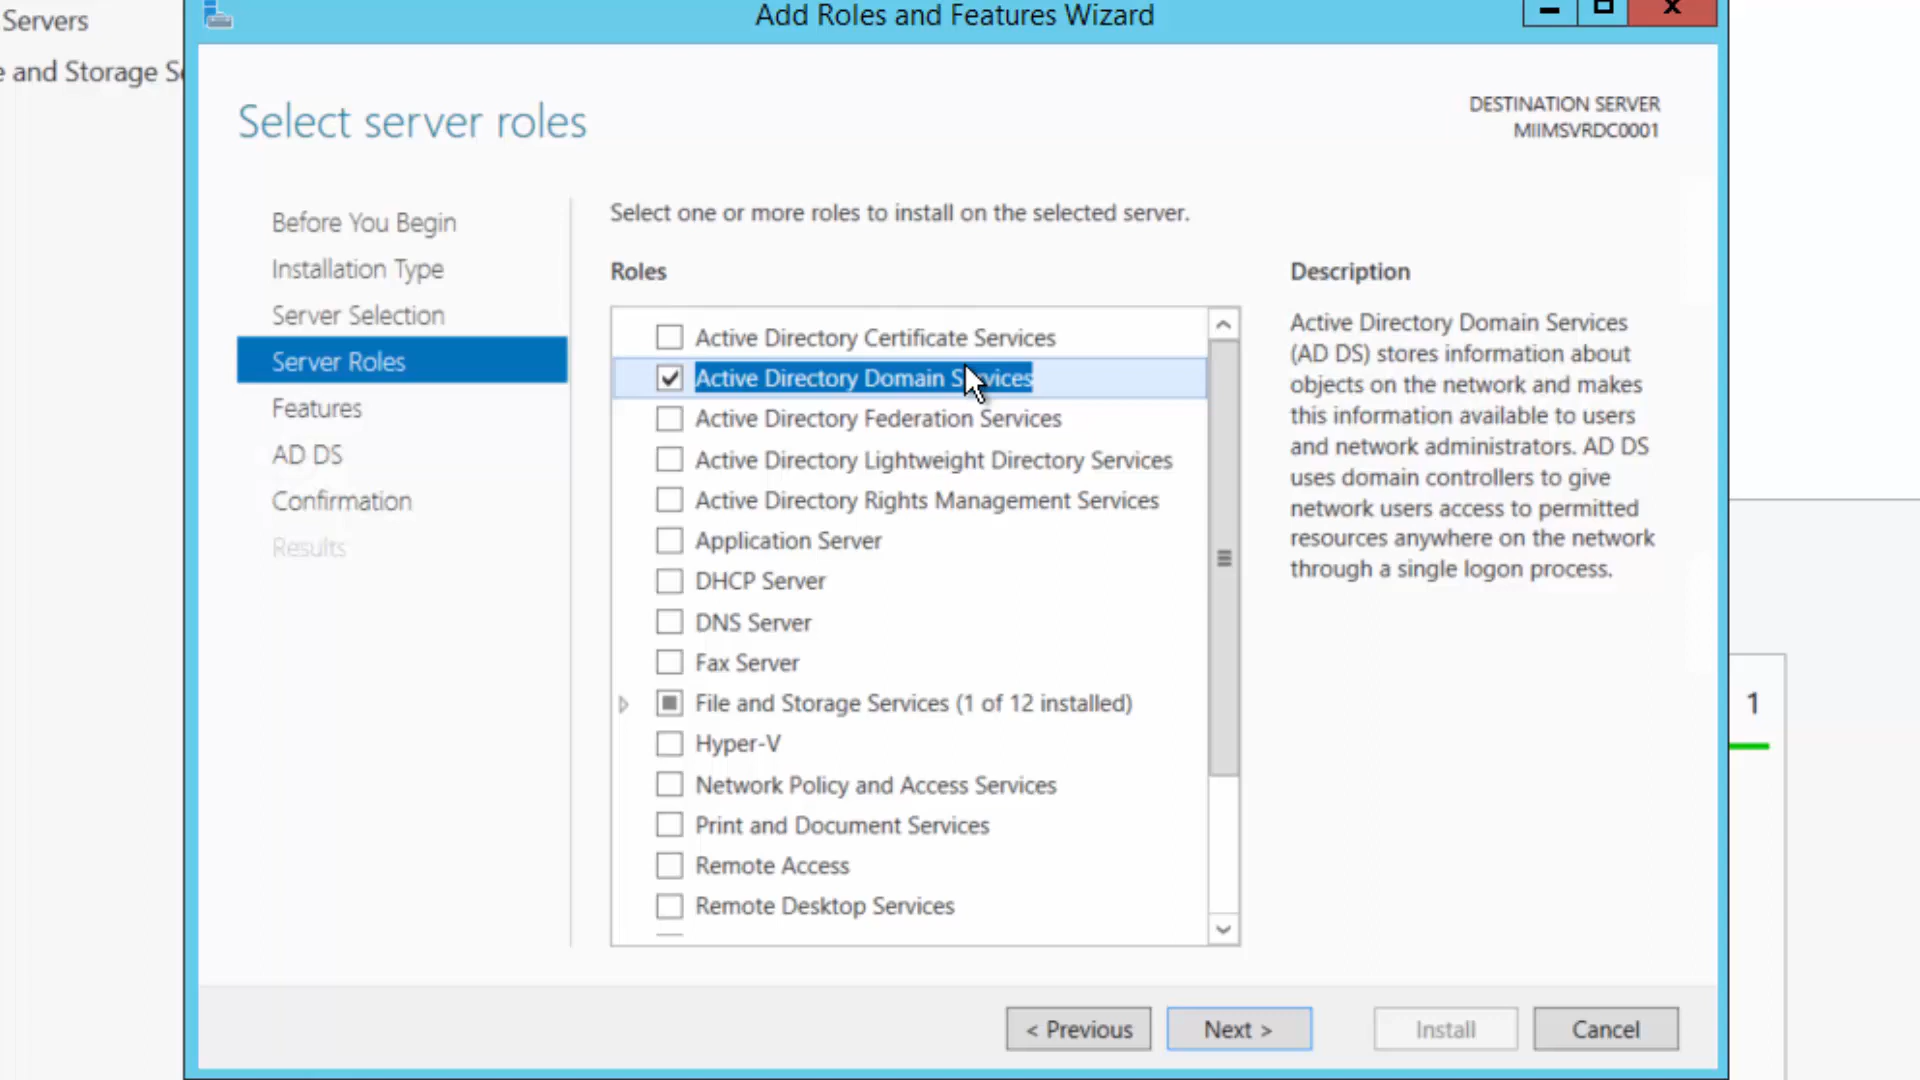 Servers
e and Storage S
Add Roles and Features Wizard
Select server roles
DESTINATION SERVER
MIIMSVRDC0001
Before You Begin
Installation Type
Server Selection
Server Roles
Features
AD DS
Confirmation
Results
Select one or more roles to install on the selected server.
Roles
Active Directory Certificate Services
Active Directory Domain Services
Active Directory Federation Services
Active Directory Lightweight Directory Services
Active Directory Rights Management Services
Application Server
DHCP Server
DNS Server
Fax Server
File and Storage Services (1 of 12 installed)
Hyper-V
Network Policy and Access Services
Print and Document Services
Remote Access
Remote Desktop Services
Description
Active Directory Domain Services
(AD DS) stores information about
objects on the network and makes
this information available to users
and network administrators. AD DS
uses domain controllers to give
network users access to permitted
resources anywhere on the network
through a single logon process.
1
< Previous
Next >
Install
Cancel